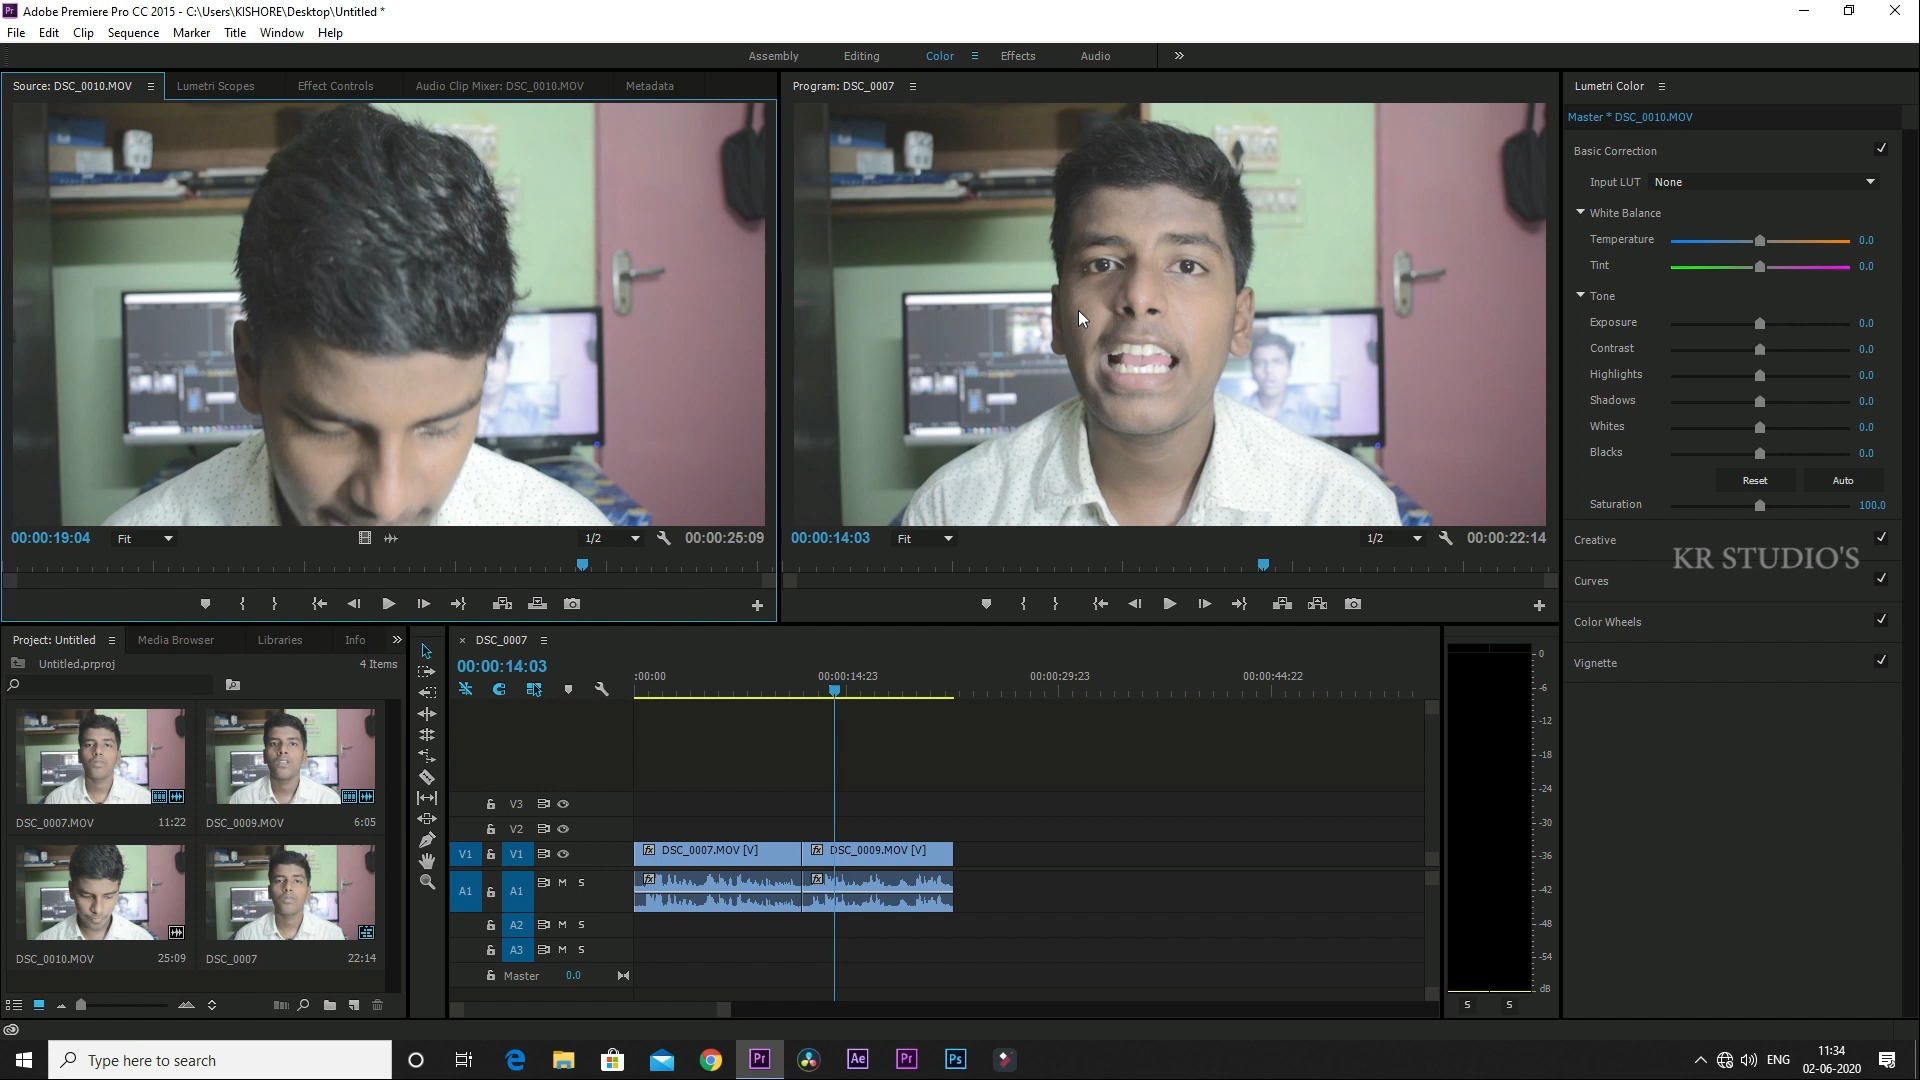 Adobe Premiere Pro CC 2015 - C:\Users\KISHORE\Desktop\Untitled *
File Edit Clip Sequence Marker Title Window Help
Assembly Editing Color Effects Audio
Source: DSC_0010.MOV Lumetri Scopes Effect Controls Audio Clip Mixer: DSC_0010.MOV Metadata
Program: DSC_0007
00:00:19:04 Fit 1/2 00:00:25:09
00:00:14:03 Fit 1/2 00:00:22:14
Lumetri Color
Master * DSC_0010.MOV
Basic Correction
Input LUT None
White Balance
Temperature 0.0
Tint 0.0
Tone
Exposure 0.0
Contrast 0.0
Highlights 0.0
Shadows 0.0
Whites 0.0
Blacks 0.0
Reset Auto
Saturation 100.0
Creative
KR STUDIO'S
Curves
Color Wheels
Vignette
Project: Untitled Media Browser Libraries Info
Untitled.prproj 4 Items
DSC_0007.MOV 11:22 DSC_0009.MOV 6:05
DSC_0010.MOV 25:09 DSC_0007 22:14
× DSC_0007
00:00:14:03
:00:00 00:00:14:23 00:00:29:23 00:00:44:22
V3
V2
V1 V1 fx DSC_0007.MOV [V] fx DSC_0009.MOV [V]
A1 A1 M S fx fx
A2 M S
A3 M S
Master 0.0
0
-6
-12
-18
-24
-30
-36
-42
-48
-54
dB
S S
Type here to search
Pr Ae Pr Ps
ENG 11:34
02-06-2020